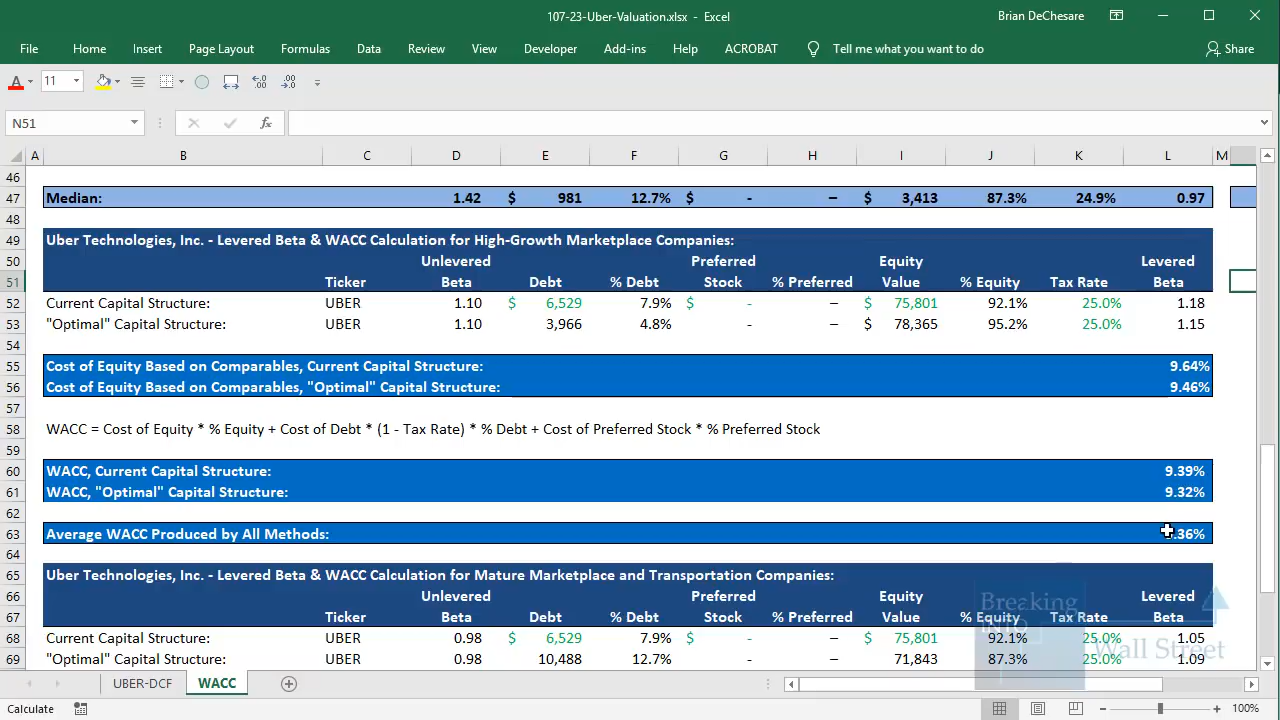 107-23-Uber-Valuation.xlsx - Excel
Brian DeChesare
File Home Insert Page Layout Formulas Data Review View Developer Add-ins Help ACROBAT Tell me what you want to do Share
A 11
N51 fx
A B C D E F G H I J K L M
46
47 Median: 1.42 $ 981 12.7% $ - – $ 3,413 87.3% 24.9% 0.97
48
49 Uber Technologies, Inc. - Levered Beta & WACC Calculation for High-Growth Marketplace Companies:
50 Unlevered Preferred Equity Levered
51 Ticker Beta Debt % Debt Stock % Preferred Value % Equity Tax Rate Beta
52 Current Capital Structure: UBER 1.10 $ 6,529 7.9% $ - – $ 75,801 92.1% 25.0% 1.18
53 "Optimal" Capital Structure: UBER 1.10 3,966 4.8% - – $ 78,365 95.2% 25.0% 1.15
54
55 Cost of Equity Based on Comparables, Current Capital Structure: 9.64%
56 Cost of Equity Based on Comparables, "Optimal" Capital Structure: 9.46%
57
58 WACC = Cost of Equity * % Equity + Cost of Debt * (1 - Tax Rate) * % Debt + Cost of Preferred Stock * % Preferred Stock
59
60 WACC, Current Capital Structure: 9.39%
61 WACC, "Optimal" Capital Structure: 9.32%
62
63 Average WACC Produced by All Methods: .36%
64
65 Uber Technologies, Inc. - Levered Beta & WACC Calculation for Mature Marketplace and Transportation Companies:
66 Unlevered Preferred Equity Levered
67 Ticker Beta Debt % Debt Stock % Preferred Value % Equity Tax Rate Beta
68 Current Capital Structure: UBER 0.98 $ 6,529 7.9% $ - – $ 75,801 92.1% 25.0% 1.05
69 "Optimal" Capital Structure: UBER 0.98 10,488 12.7% - – 71,843 87.3% 25.0% 1.09
Breaking
INTO
Wall Street
UBER-DCF WACC
Calculate 100%